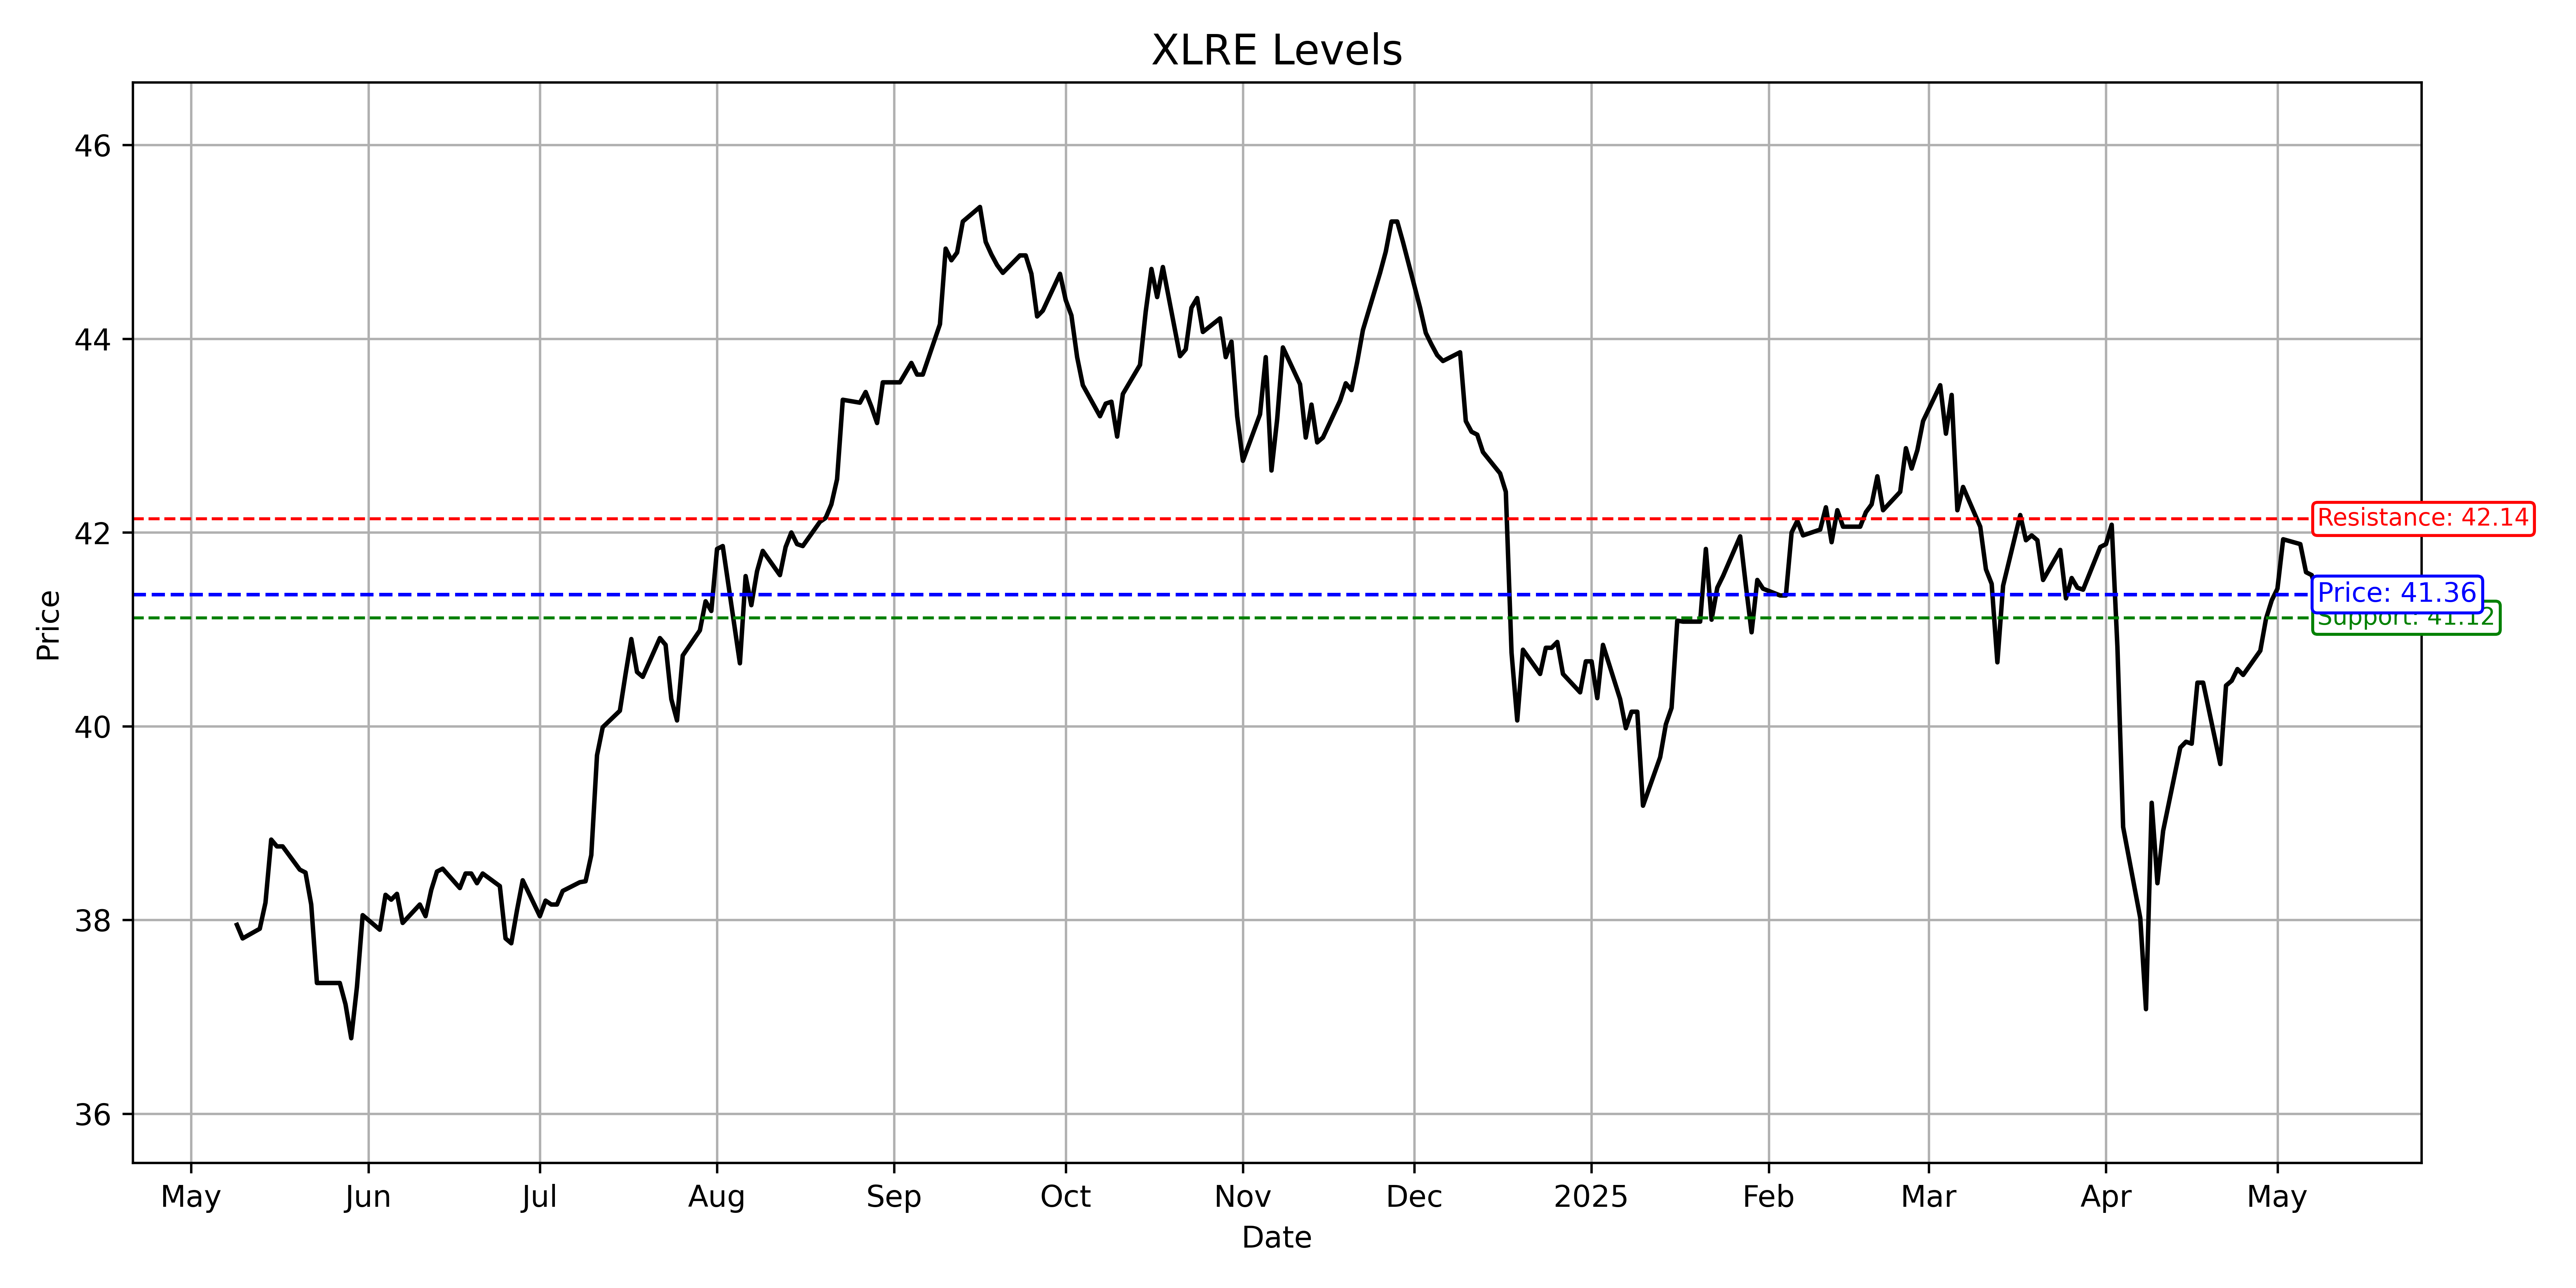 XLRE Levels
46
44
42
40
38
36
Price
Resistance: 42.14
Price: 41.36
Support: 41.12
May
Jun
Jul
Aug
Sep
Oct
Nov
Dec
2025
Feb
Mar
Apr
May
Date